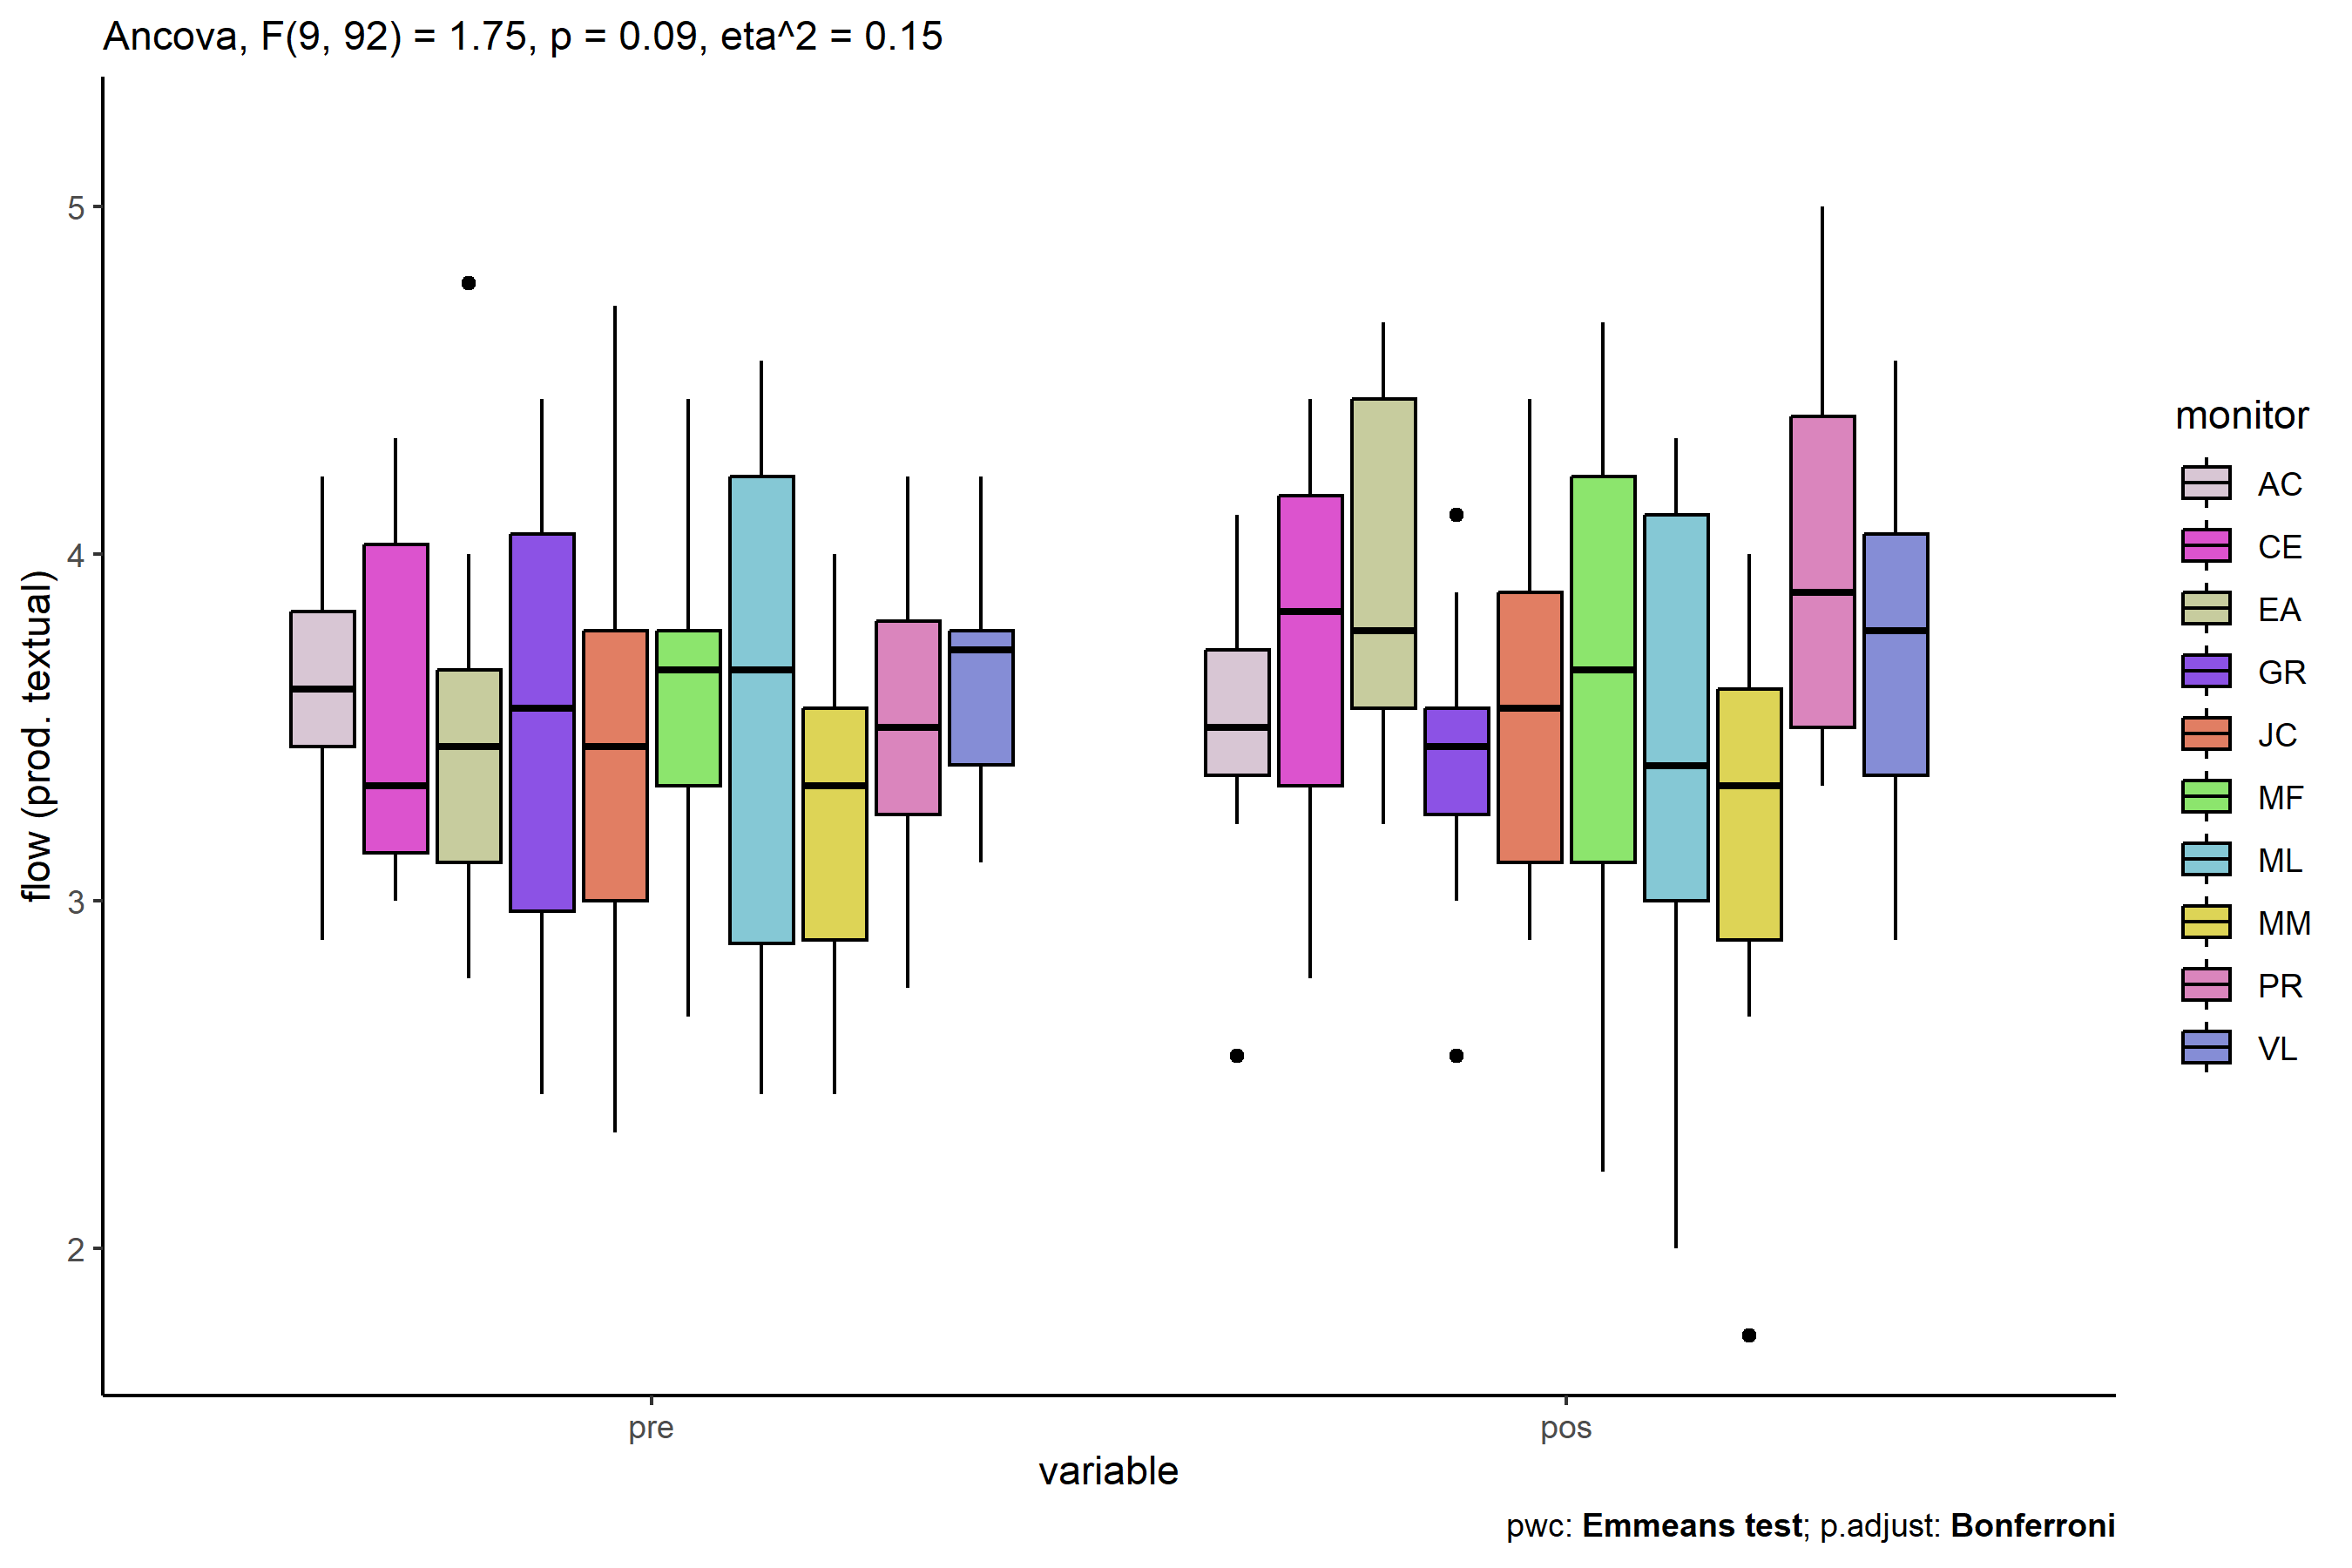 Ancova, F(9, 92) = 1.75, p = 0.09, eta^2 = 0.15
flow (prod. textual)
5
4
3
2
pre
pos
variable
monitor
AC
CE
EA
GR
JC
MF
ML
MM
PR
VL
pwc: Emmeans test; p.adjust: Bonferroni